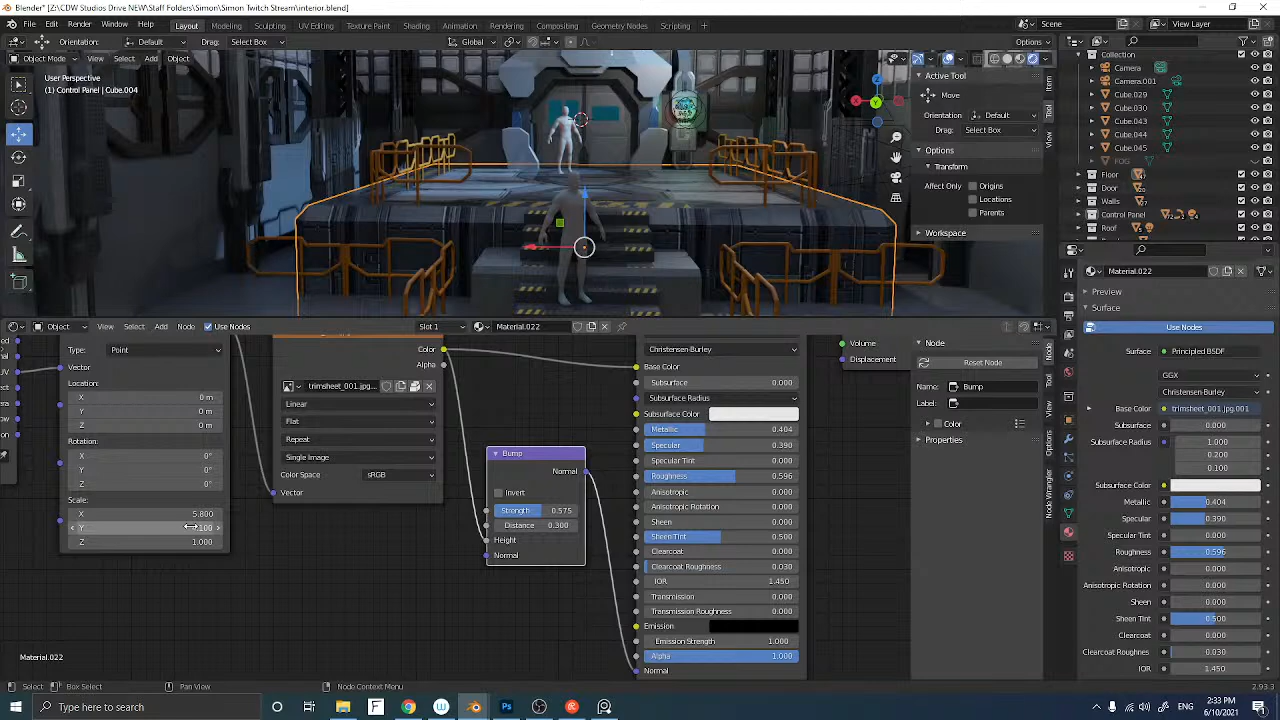 Blender* [Z:\CDW Studios Drive NEW\Staff Folders\Simon\Simon Twitch Stream\interior.blend]
File Edit Render Window Help Layout Modeling Sculpting UV Editing Texture Paint Shading Animation Rendering Compositing Geometry Nodes Scripting + Scene View Layer
Orientation: Default Drag: Select Box Global Options
Object Mode View Select Add Object
User Perspective
(1) Control Panel | Cube.004
X Y Z
Active Tool
Move
Orientation: Default
Drag: Select Box
Options
Transform
Affect Only Origins
Locations
Parents
Workspace
Item
Tool
View
Collection
Camera
Camera.001
Cube.029
Cube.030
Cube.043
Cube.044
Cube.045
FOG
Floor
Door
Walls
Control Panel
Roof
Object View Select Add Node Use Nodes Slot 1 Material.022
Type: Point
Vector
Location:
X 0 m
Y 0 m
Z 0 m
Rotation:
X 0°
Y 0°
Z 0°
Scale:
X 5.800
Y
Z 1.000
Color
Alpha
trimsheet_001.jpg...
Linear
Flat
Repeat
Single Image
Color Space sRGB
Vector
Bump
Normal
Invert
Strength 0.575
Distance 0.300
Height
Normal
Christensen-Burley
Base Color
Subsurface 0.000
Subsurface Radius
Subsurface Color
Metallic 0.404
Specular 0.390
Specular Tint 0.000
Roughness 0.596
Anisotropic 0.000
Anisotropic Rotation 0.000
Sheen 0.000
Sheen Tint 0.500
Clearcoat 0.000
Clearcoat Roughness 0.030
IOR 1.450
Transmission 0.000
Transmission Roughness 0.000
Emission
Emission Strength 1.000
Alpha 1.000
Normal
Volume
Displacement
Node
Reset Node
Name: Bump
Label:
Color
Properties
Node
Tool
View
Options
Node Wrangler
Material.022
Preview
Surface
Use Nodes
Surface Principled BSDF
GGX
Christensen-Burley
Base Color trimsheet_001.jpg.001
Subsurface 0.000
Subsurface Radius 1.000
0.200
0.100
Subsurface Color
Metallic 0.404
Specular 0.390
Specular Tint 0.000
Roughness 0.596
Anisotropic 0.000
Anisotropic Rotation 0.000
Sheen 0.000
Sheen Tint 0.500
Clearcoat 0.000
Clearcoat Roughnes 0.030
IOR 1.450
Material.022
Select Box Select Pan View Node Context Menu 2.93.3
Type here to search
2:33 PM
6/10/2021